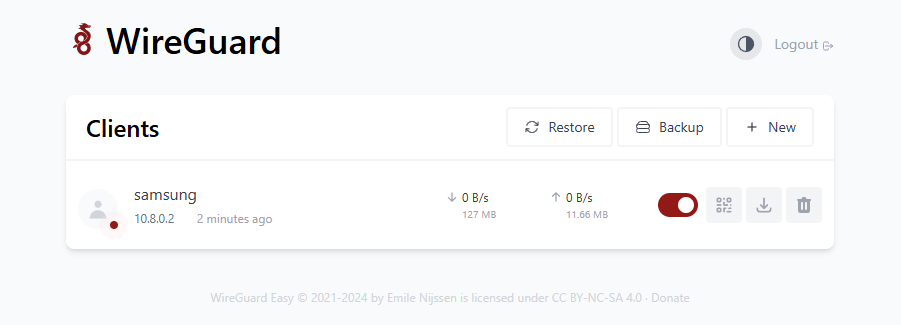 WireGuard
Logout
Clients
Restore
Backup
New
samsung
10.8.0.2 2 minutes ago
0 B/s
127 MB
0 B/s
11.66 MB
WireGuard Easy © 2021-2024 by Emile Nijssen is licensed under CC BY-NC-SA 4.0 · Donate